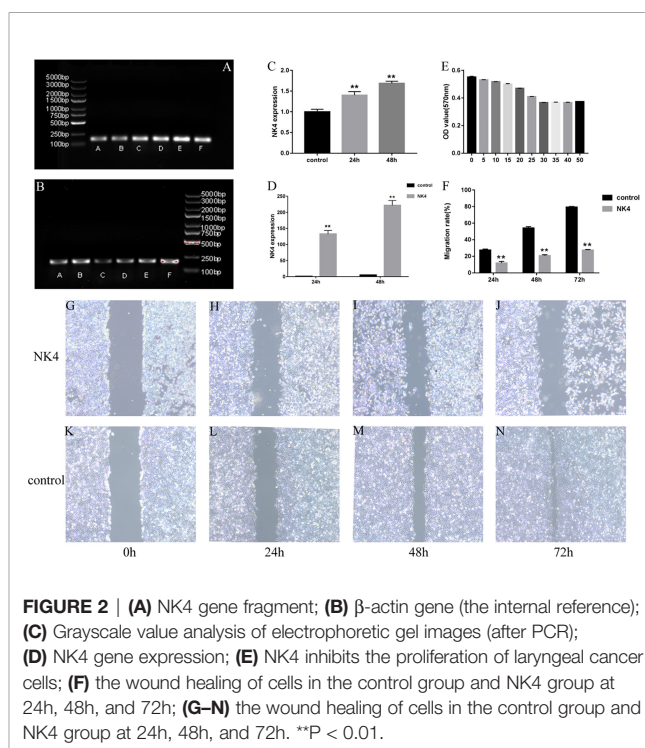 A
5000bp
3000bp
2000bp
1500bp
1000bp
750bp
500bp
250bp
100bp
A B C D E F
B
5000bp
3000bp
2000bp
1500bp
1000bp
750bp
500bp
250bp
100bp
A B C D E F
C
NK4 expression
2.0
1.5
1.0
0.5
0.0
** **
control 24h 48h
D
control
NK4
NK4 expression
250
200
150
100
50
0
** **
24h 48h
E
OD value(570nm)
0.6
0.4
0.2
0.0
0 5 10 15 20 25 30 35 40 50
F
control
NK4
Migration rate(%)
100
80
60
40
20
0
** ** **
24h 48h 72h
NK4
G H I J
control
K L M N
0h 24h 48h 72h
FIGURE 2 | (A) NK4 gene fragment; (B) β-actin gene (the internal reference);
(C) Grayscale value analysis of electrophoretic gel images (after PCR);
(D) NK4 gene expression; (E) NK4 inhibits the proliferation of laryngeal cancer
cells; (F) the wound healing of cells in the control group and NK4 group at
24h, 48h, and 72h; (G–N) the wound healing of cells in the control group and
NK4 group at 24h, 48h, and 72h. **P < 0.01.